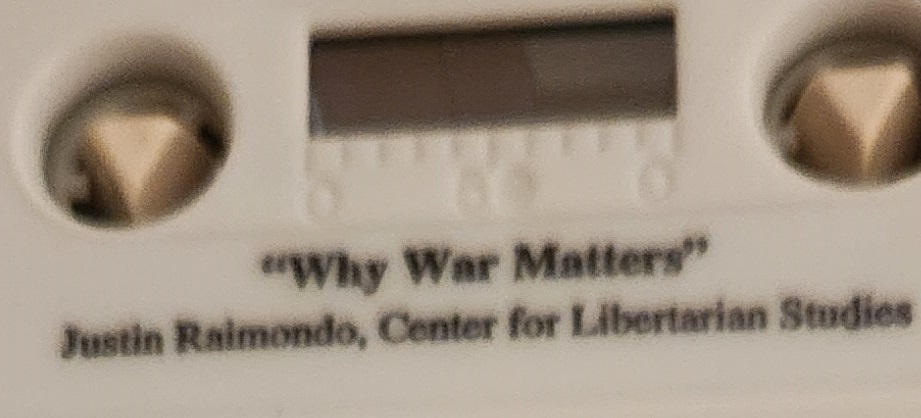 “Why War Matters”
Justin Raimondo, Center for Libertarian Studies